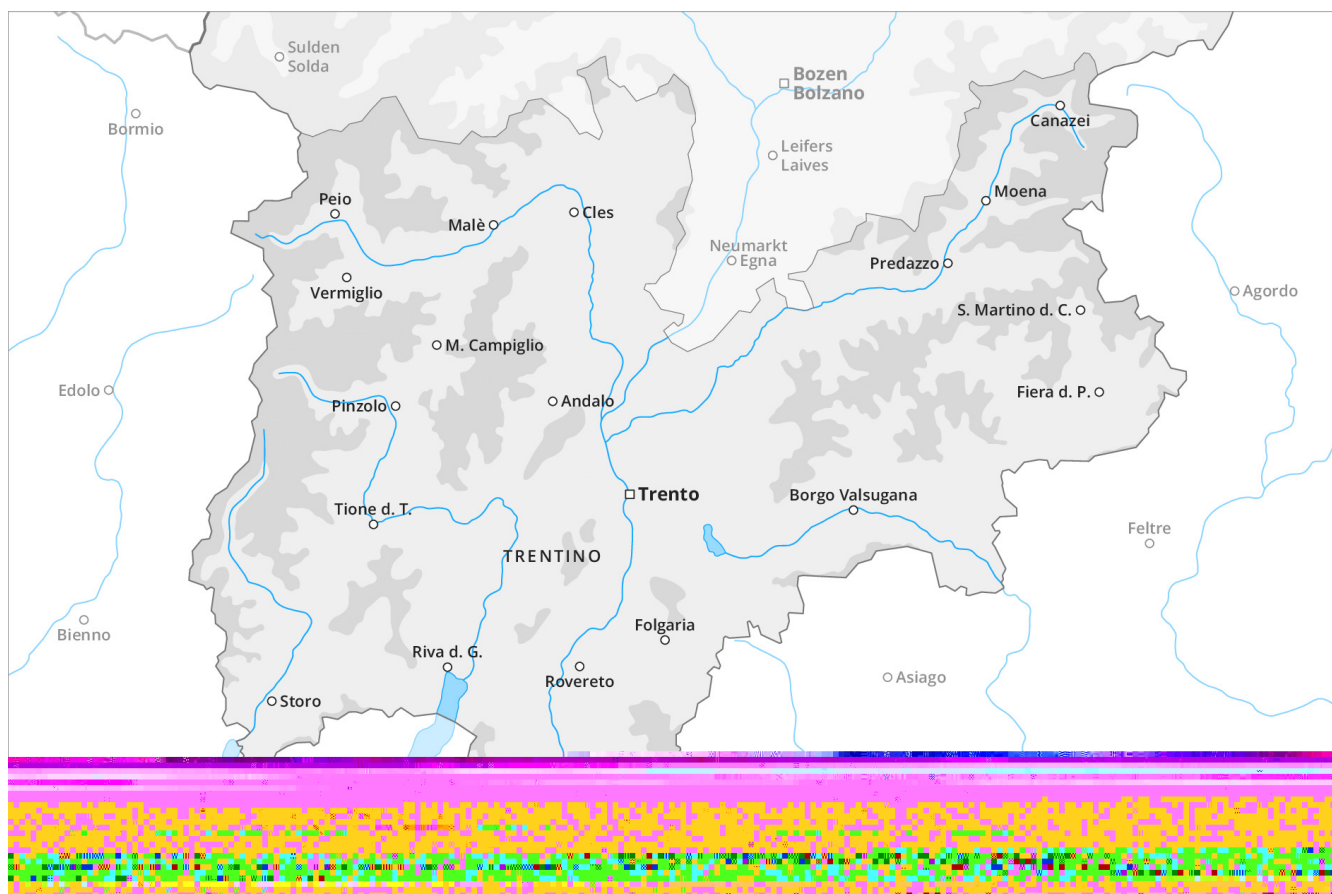 Sulden
Solda
Bozen
Bolzano
Bormio
Canazei
Leifers
Laives
Peio
Moena
Malè
Cles
Neumarkt
Egna
Predazzo
Vermiglio
Agordo
S. Martino d. C.
M. Campiglio
Edolo
Pinzolo
Andalo
Fiera d. P.
Trento
Borgo Valsugana
Tione d. T.
Feltre
TRENTINO
Bienno
Folgaria
Riva d. G.
Rovereto
Asiago
Storo